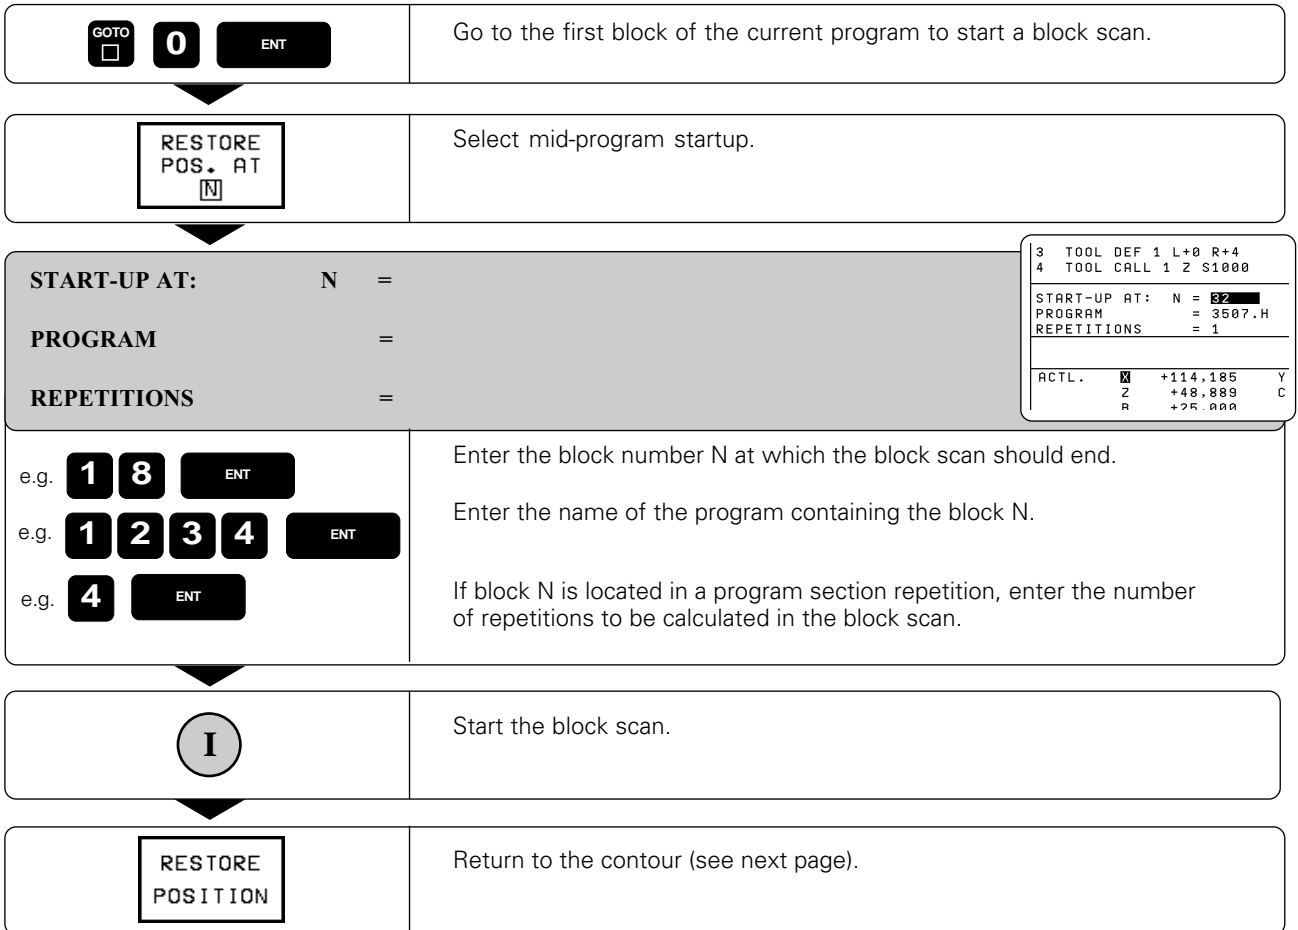 GOTO 0 ENT
Go to the first block of the current program to start a block scan.
RESTORE
POS. AT
N
Select mid-program startup.
START-UP AT: N =
PROGRAM =
REPETITIONS =
3 TOOL DEF 1 L+0 R+4
4 TOOL CALL 1 Z S1000
START-UP AT: N = 32
PROGRAM = 3507.H
REPETITIONS = 1
ACTL. X +114,185 Y
Z +48,889 C
B +25,000
e.g. 1 8 ENT
Enter the block number N at which the block scan should end.
e.g. 1 2 3 4 ENT
Enter the name of the program containing the block N.
e.g. 4 ENT
If block N is located in a program section repetition, enter the number
of repetitions to be calculated in the block scan.
I
Start the block scan.
RESTORE
POSITION
Return to the contour (see next page).